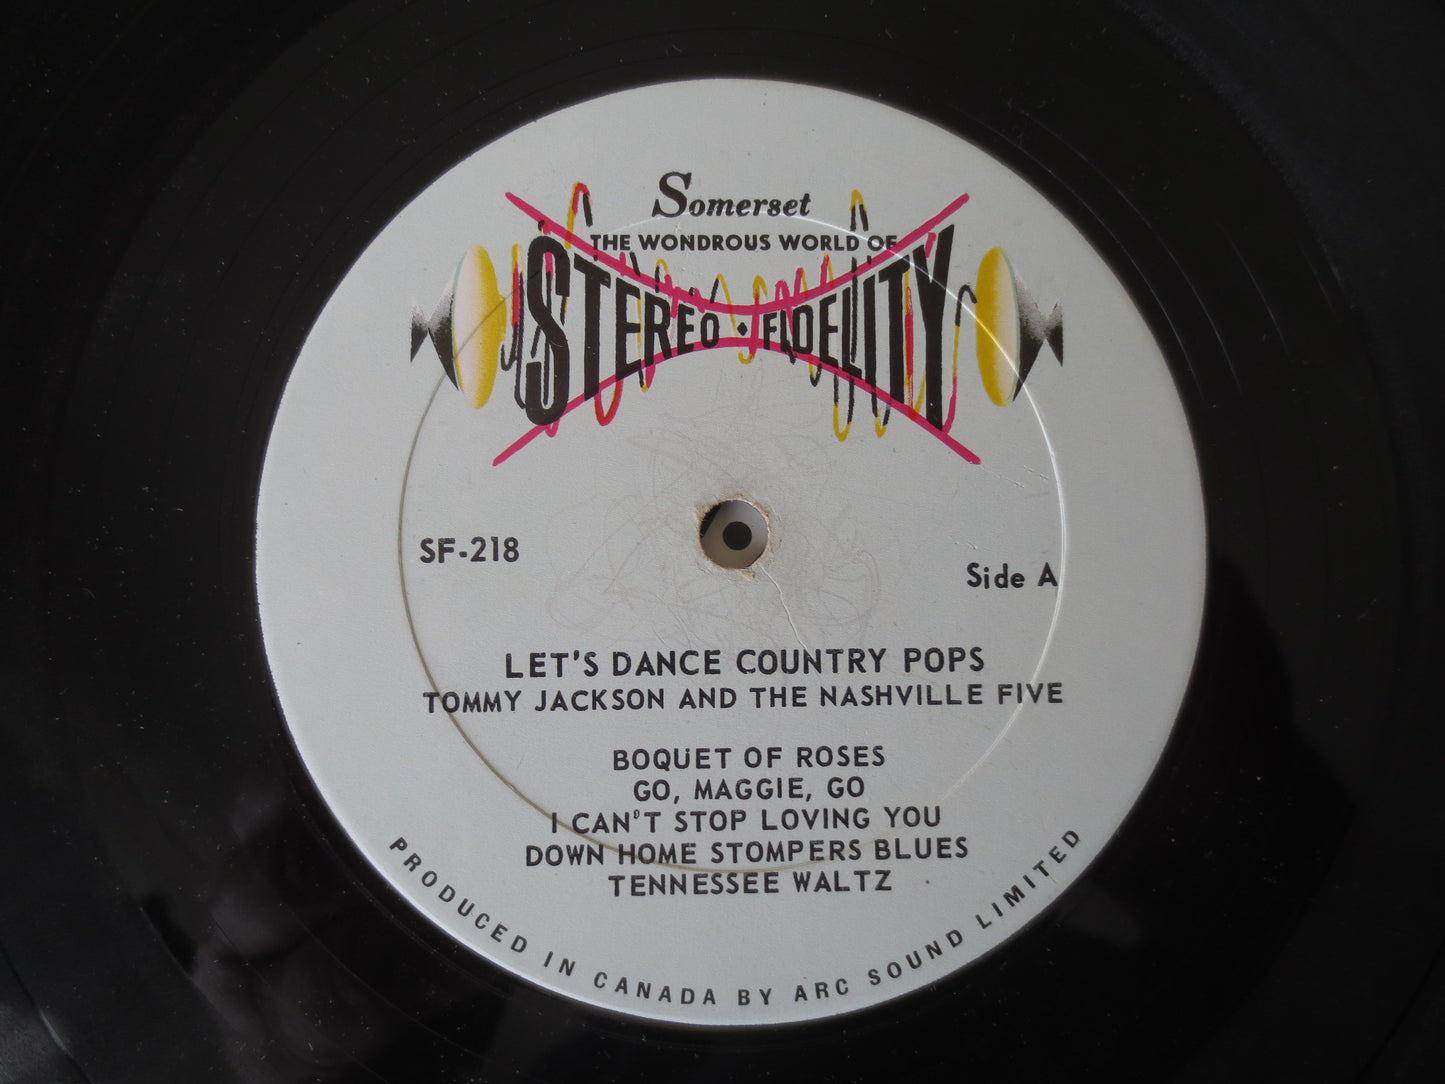 Somerset
THE WONDROUS WORLD OF
STEREO · FIDELITY
SF-218
Side A
LET'S DANCE COUNTRY POPS
TOMMY JACKSON AND THE NASHVILLE FIVE
BOQUET OF ROSES
GO, MAGGIE, GO
I CAN'T STOP LOVING YOU
DOWN HOME STOMPERS BLUES
TENNESSEE WALTZ
PRODUCED IN CANADA BY ARC SOUND LIMITED